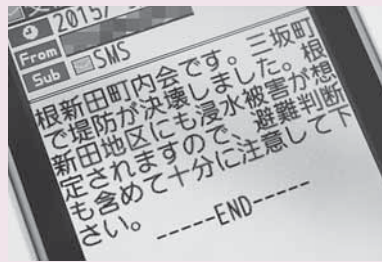 2015/
From
Sub SMS
根新田町内会です。三坂町
で堤防が決壊しました。根
新田地区にも浸水被害が想
定されますので、避難判断
も含めて十分に注意して下
さい。
-----END-----